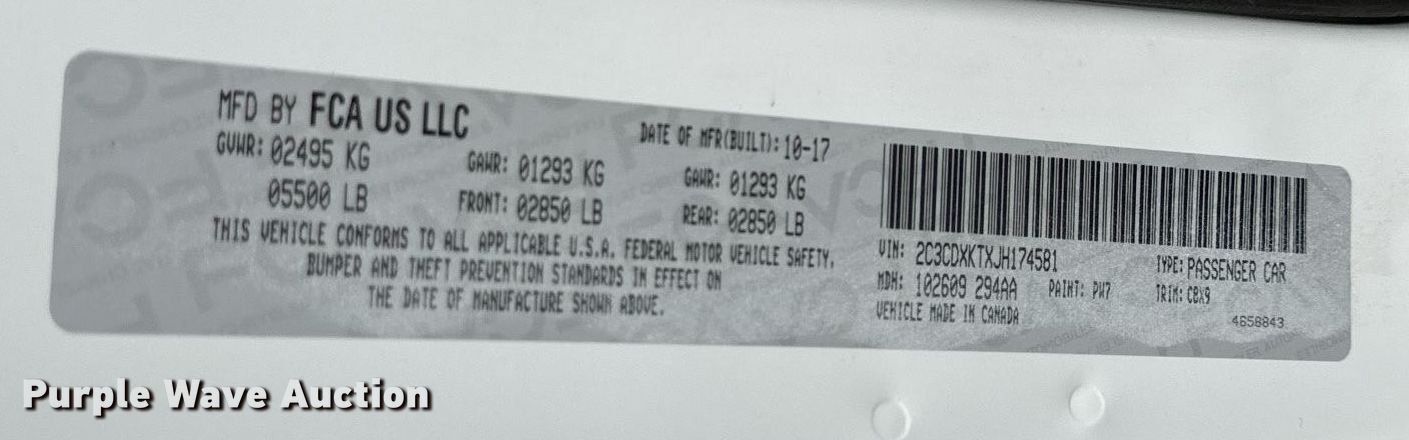 MFD BY FCA US LLC
DATE OF MFR(BUILT): 10-17
GVWR: 02495 KG
GAWR: 01293 KG
GAWR: 01293 KG
05500 LB
FRONT: 02850 LB
REAR: 02850 LB
THIS VEHICLE CONFORMS TO ALL APPLICABLE U.S.A. FEDERAL MOTOR VEHICLE SAFETY,
BUMPER AND THEFT PREVENTION STANDARDS IN EFFECT ON
THE DATE OF MANUFACTURE SHOWN ABOVE.
VIN: 2C3CDXKTXJH174581
TYPE: PASSENGER CAR
MDH: 102609 294AA
PAINT: PW7
TRIM: CBX9
VEHICLE MADE IN CANADA
4658843
Purple Wave Auction